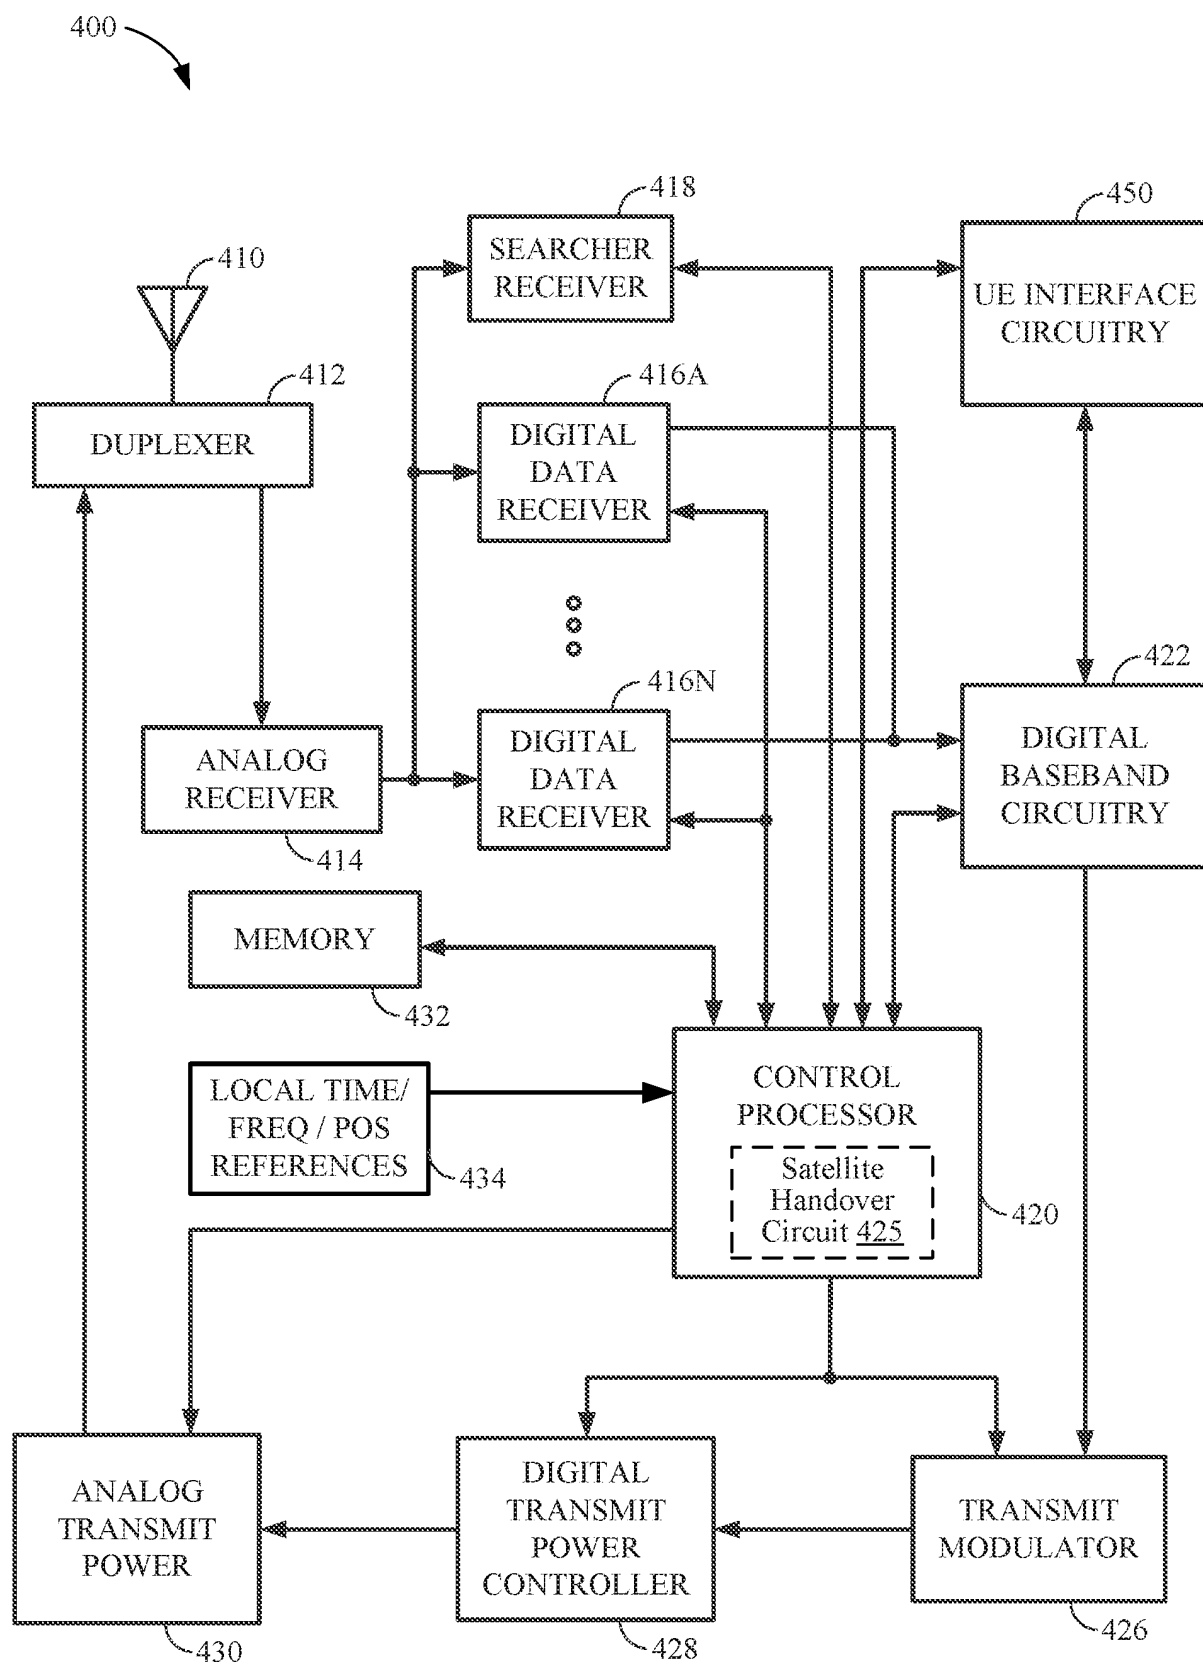 400
418
SEARCHER
RECEIVER
450
UE INTERFACE
CIRCUITRY
410
412
DUPLEXER
416A
DIGITAL
DATA
RECEIVER
416N
DIGITAL
DATA
RECEIVER
422
DIGITAL
BASEBAND
CIRCUITRY
ANALOG
RECEIVER
414
MEMORY
432
LOCAL TIME/
FREQ / POS
REFERENCES
434
CONTROL
PROCESSOR
Satellite
Handover
Circuit 425
420
ANALOG
TRANSMIT
POWER
430
DIGITAL
TRANSMIT
POWER
CONTROLLER
428
TRANSMIT
MODULATOR
426